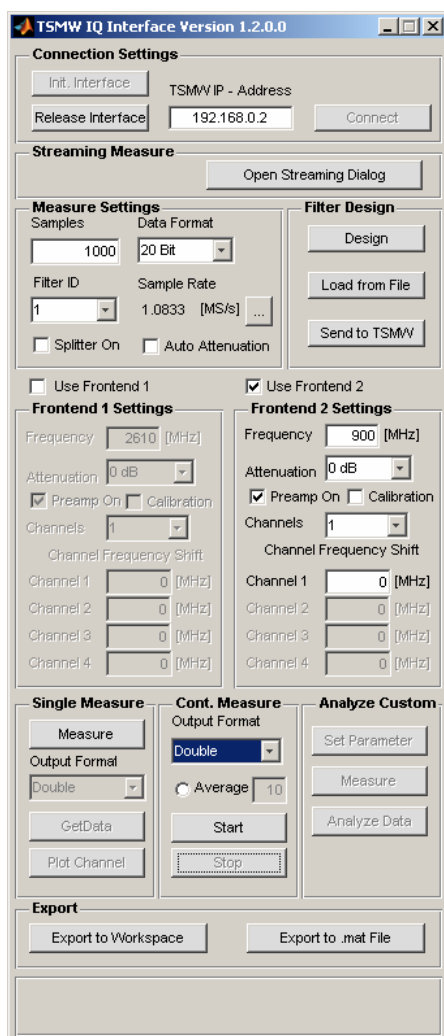 TSMW IQ Interface Version 1.2.0.0
Connection Settings
Init. Interface
TSMW IP - Address
Release Interface
192.168.0.2
Connect
Streaming Measure
Open Streaming Dialog
Measure Settings
Samples
Data Format
1000
20 Bit
Filter ID
Sample Rate
1
1.0833 [MS/s]
...
Splitter On
Auto Attenuation
Filter Design
Design
Load from File
Send to TSMW
Use Frontend 1
Use Frontend 2
Frontend 1 Settings
Frequency 2610 [MHz]
Attenuation 0 dB
Preamp On Calibration
Channels 1
Channel Frequency Shift
Channel 1 0 [MHz]
Channel 2 0 [MHz]
Channel 3 0 [MHz]
Channel 4 0 [MHz]
Frontend 2 Settings
Frequency 900 [MHz]
Attenuation 0 dB
Preamp On Calibration
Channels 1
Channel Frequency Shift
Channel 1 0 [MHz]
Channel 2 0 [MHz]
Channel 3 0 [MHz]
Channel 4 0 [MHz]
Single Measure
Measure
Output Format
Double
GetData
Plot Channel
Cont. Measure
Output Format
Double
Average 10
Start
Stop
Analyze Custom
Set Parameter
Measure
Analyze Data
Export
Export to Workspace
Export to .mat File